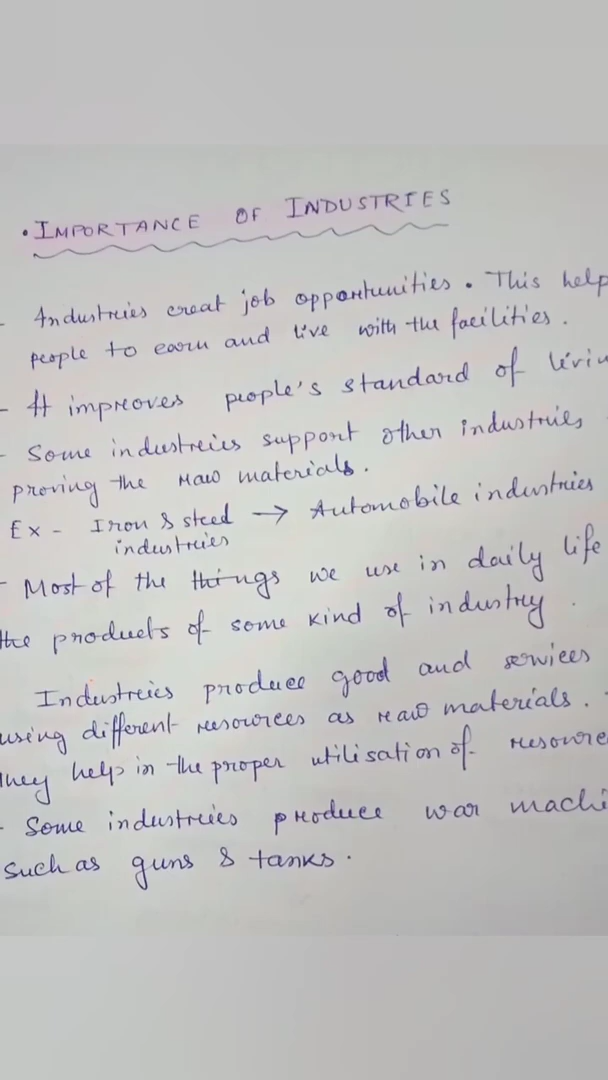 • IMPORTANCE OF INDUSTRIES
- Industries creat job opportunities. This help
people to earn and live with the facilities.
- It improves people's standard of livin
- Some industries support other industries
proving the raw materials.
Ex - Iron & steel → Automobile industries
industries
- Most of the things we use in daily life
the products of some kind of industry.
Industries produce good and services
using different resources as raw materials.
They help in the proper utilisation of resource
- Some industries produce war machi
such as guns & tanks.